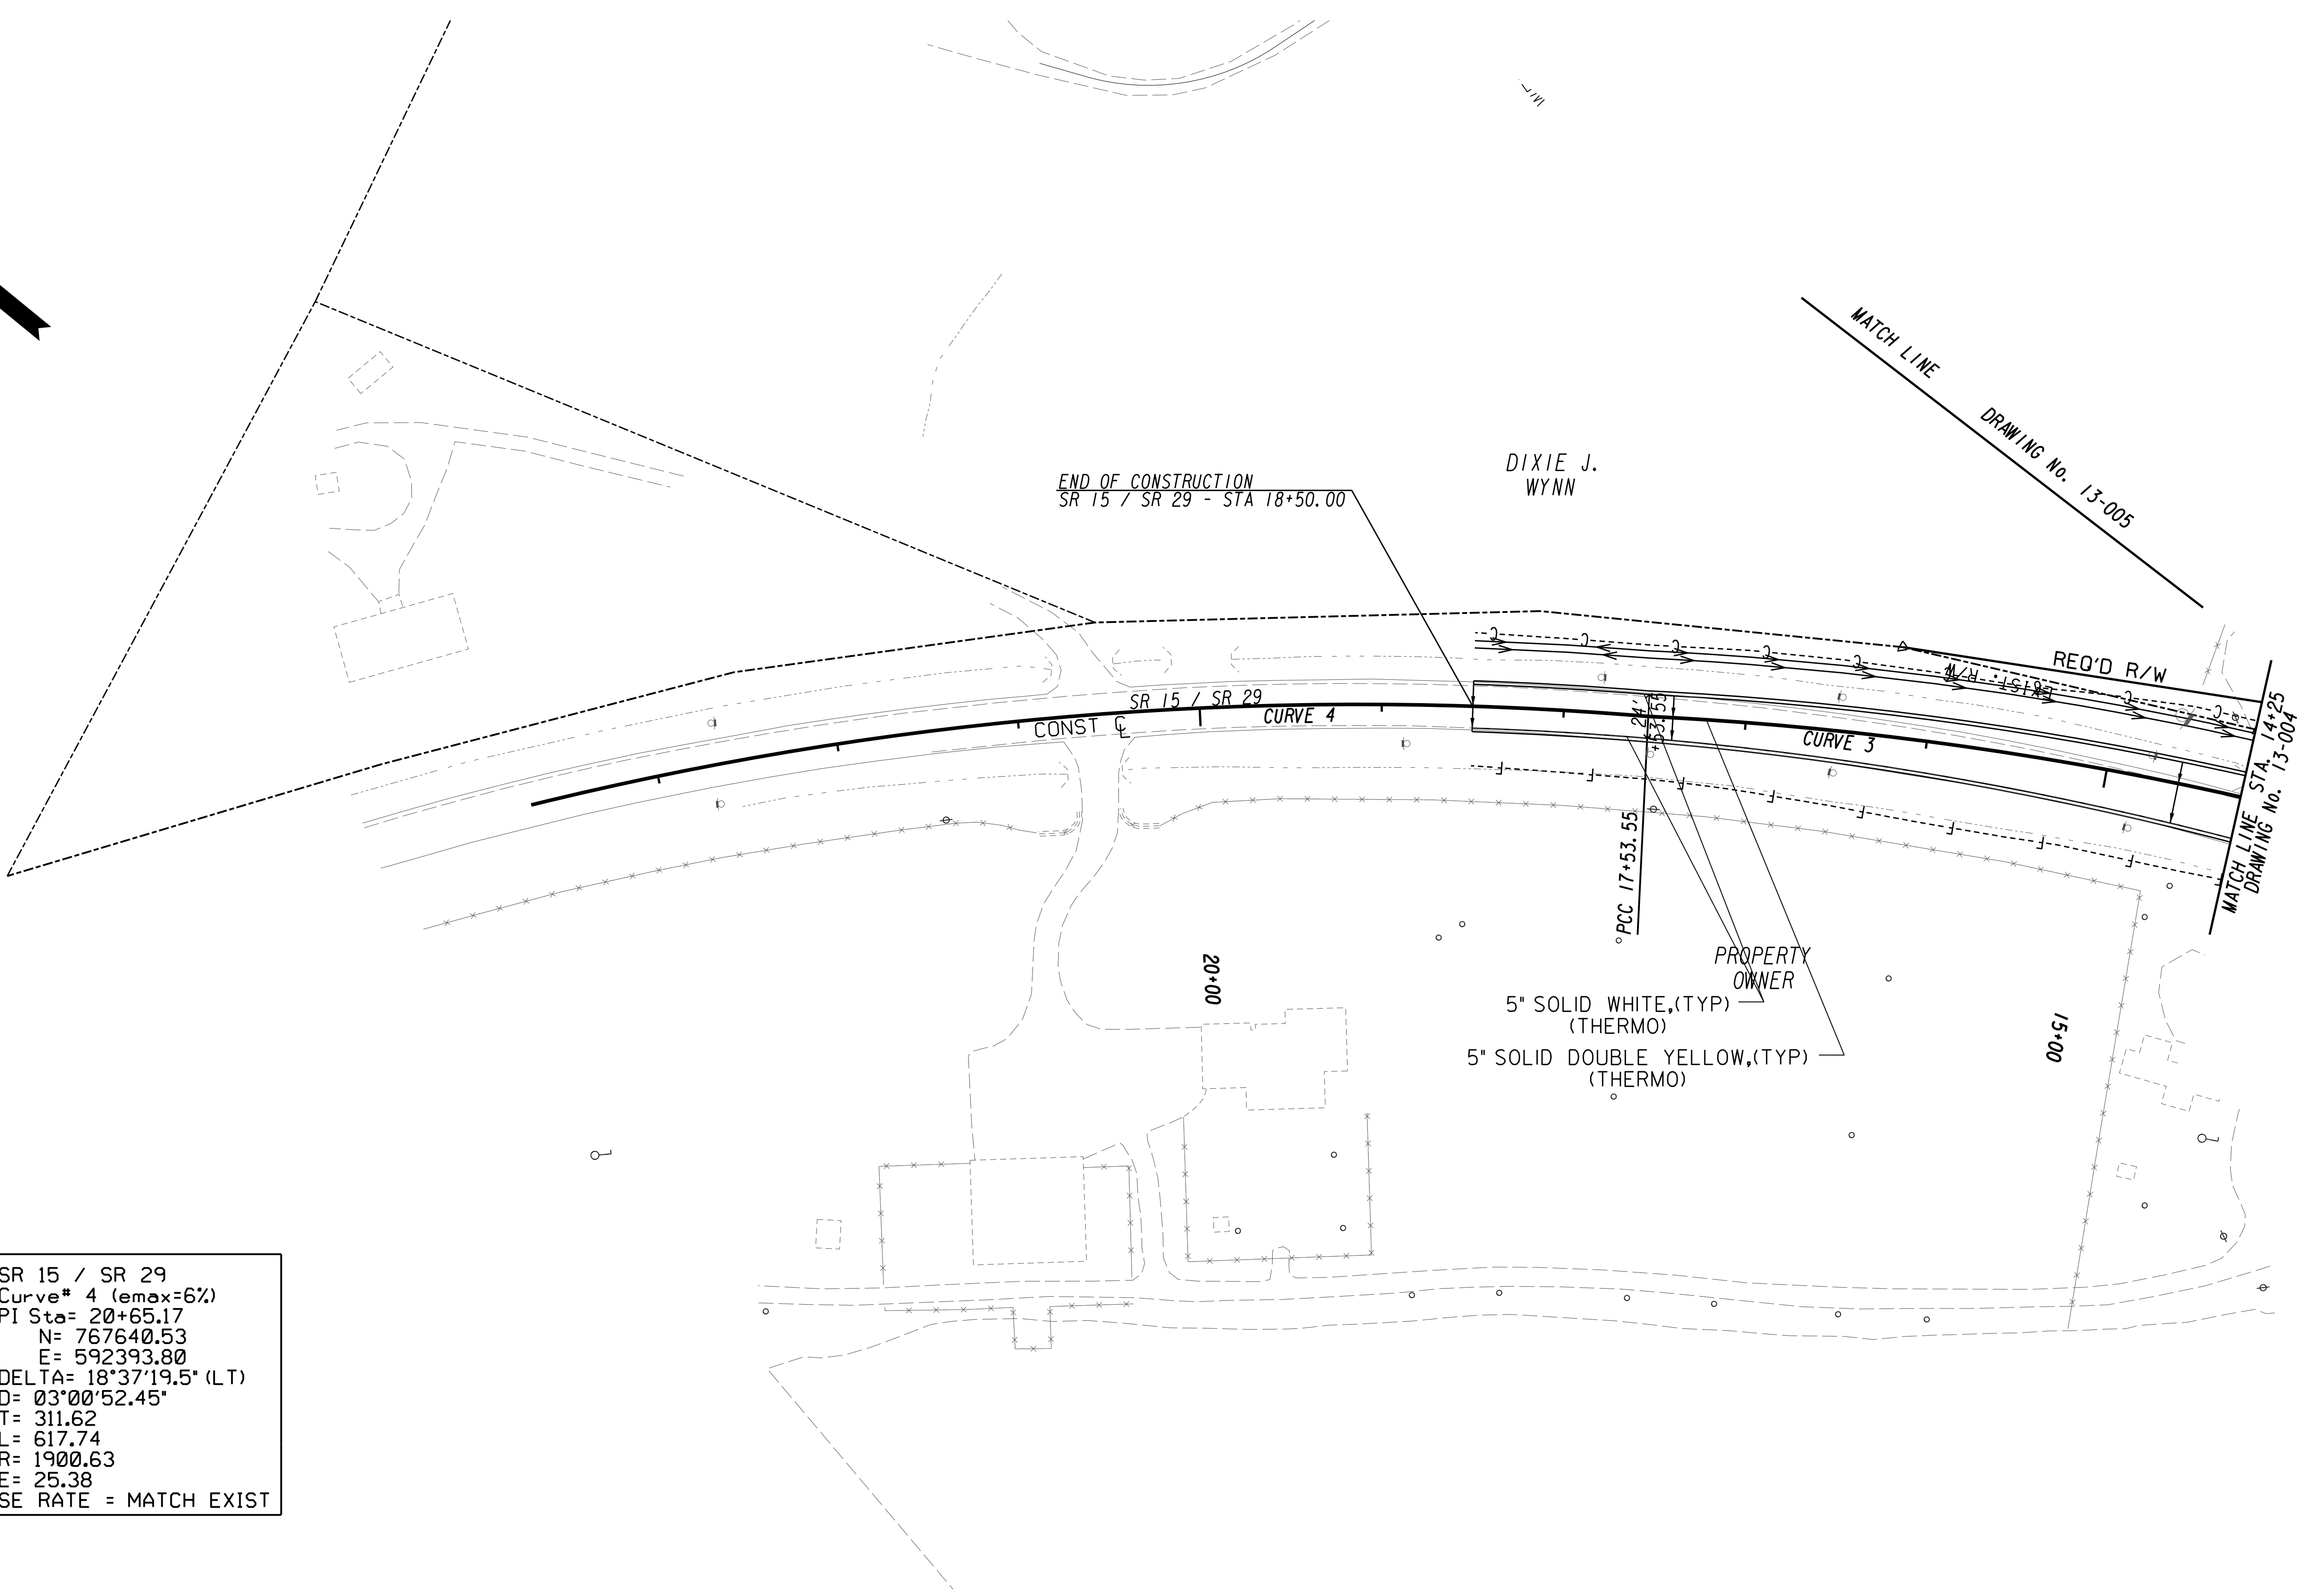 MATCH LINE
DRAWING No. 13-005
DIXIE J.
WYNN
END OF CONSTRUCTION
SR 15 / SR 29 - STA 18+50.00
REQ'D R/W
EXIST. R/W
SR 15 / SR 29
CONST ℄
CURVE 4
24'
+53.55
CURVE 3
MATCH LINE STA. 14+25
DRAWING No. 13-004
PCC 17+53.55
20+00
15+00
PROPERTY
OWNER
5" SOLID WHITE,(TYP)
(THERMO)
5" SOLID DOUBLE YELLOW,(TYP)
(THERMO)
SR 15 / SR 29
Curve# 4 (emax=6%)
PI Sta= 20+65.17
N= 767640.53
E= 592393.80
DELTA= 18°37'19.5" (LT)
D= 03°00'52.45"
T= 311.62
L= 617.74
R= 1900.63
E= 25.38
SE RATE = MATCH EXIST